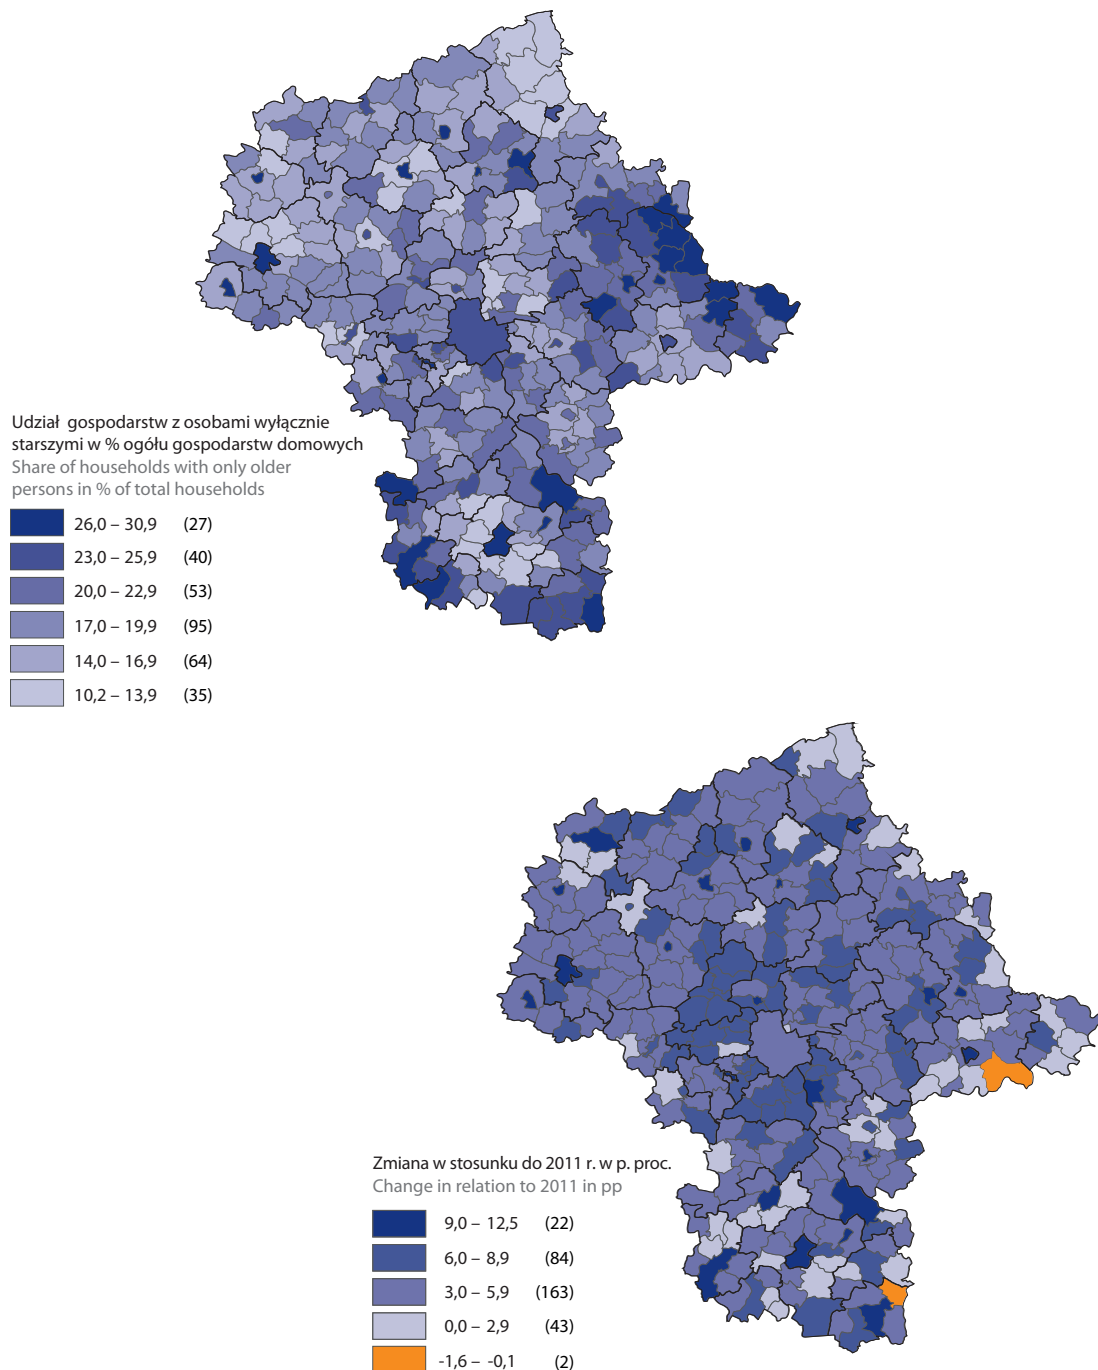 Udział gospodarstw z osobami wyłącznie
starszymi w % ogółu gospodarstw domowych
Share of households with only older
persons in % of total households
26,0 – 30,9 (27)
23,0 – 25,9 (40)
20,0 – 22,9 (53)
17,0 – 19,9 (95)
14,0 – 16,9 (64)
10,2 – 13,9 (35)
Zmiana w stosunku do 2011 r. w p. proc.
Change in relation to 2011 in pp
9,0 – 12,5 (22)
6,0 – 8,9 (84)
3,0 – 5,9 (163)
0,0 – 2,9 (43)
-1,6 – -0,1 (2)